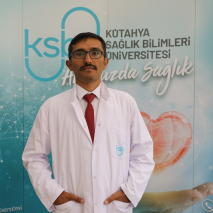 ksb
KÜTAHYA
SAĞLIK BİLİMLERİ
ÜNİVERSİTESİ
Sağlık